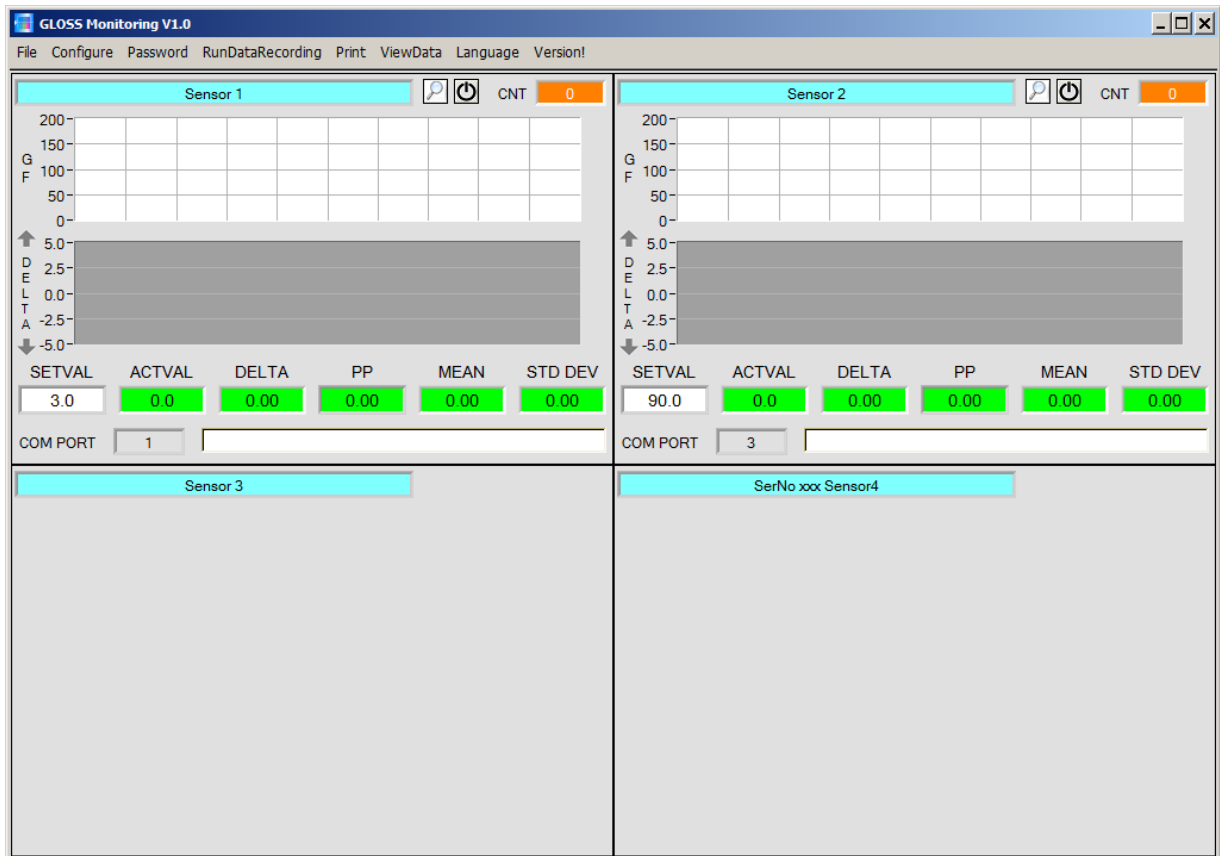 GLOSS Monitoring V1.0
File Configure Password RunDataRecording Print ViewData Language Version!
Sensor 1 CNT 0
200
150
100
50
0
GF
5.0
2.5
0.0
-2.5
-5.0
DELTA
SETVAL ACTVAL DELTA PP MEAN STD DEV
3.0 0.0 0.00 0.00 0.00 0.00
COM PORT 1
Sensor 2 CNT 0
200
150
100
50
0
GF
5.0
2.5
0.0
-2.5
-5.0
DELTA
SETVAL ACTVAL DELTA PP MEAN STD DEV
90.0 0.0 0.00 0.00 0.00 0.00
COM PORT 3
Sensor 3
SerNo xxx Sensor4